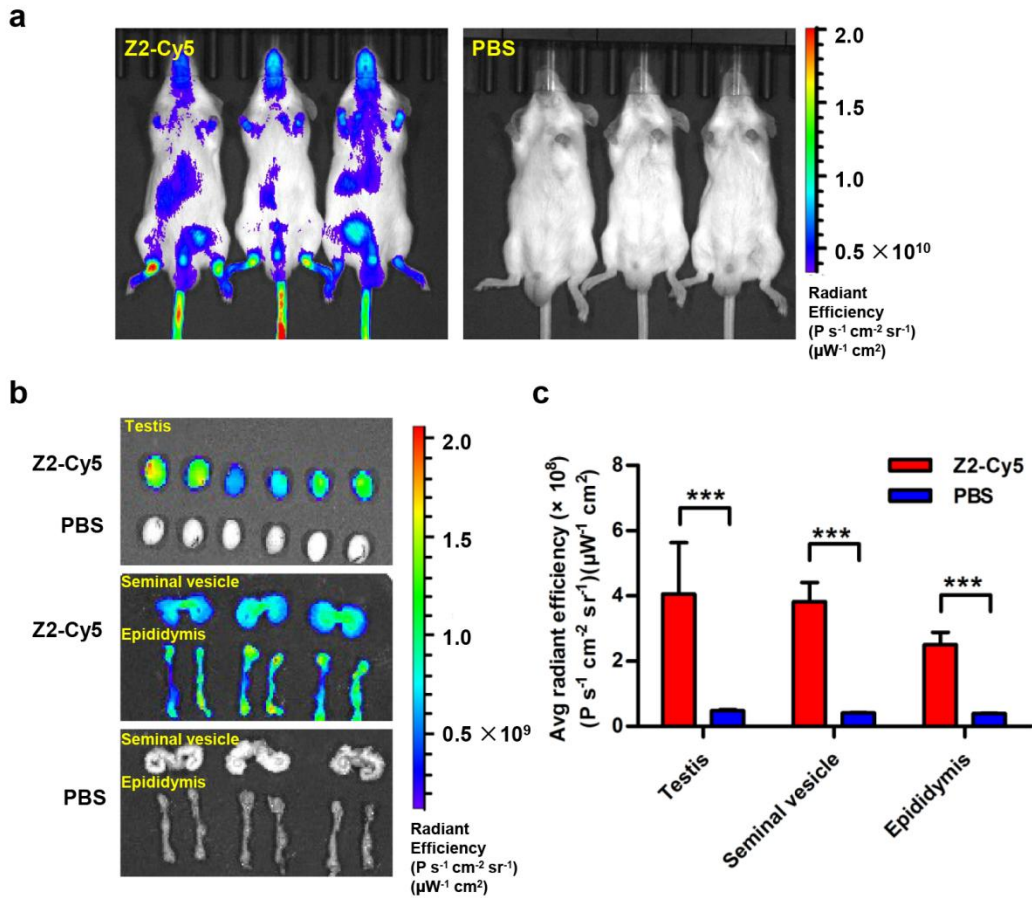 a
Z2-Cy5
PBS
2.0
1.5
1.0
0.5 ×10¹⁰
Radiant
Efficiency
(P s⁻¹ cm⁻² sr⁻¹)
(µW⁻¹ cm²)
b
Testis
Z2-Cy5
PBS
Seminal vesicle
Z2-Cy5
Epididymis
Seminal vesicle
Epididymis
PBS
2.0
1.5
1.0
0.5 ×10⁹
Radiant
Efficiency
(P s⁻¹ cm⁻² sr⁻¹)
(µW⁻¹ cm²)
c
Avg radiant efficiency (× 10⁸)
(P s⁻¹ cm⁻² sr⁻¹)(µW⁻¹ cm²)
8
6
4
2
0
Z2-Cy5
PBS
***
***
***
Testis
Seminal vesicle
Epididymis